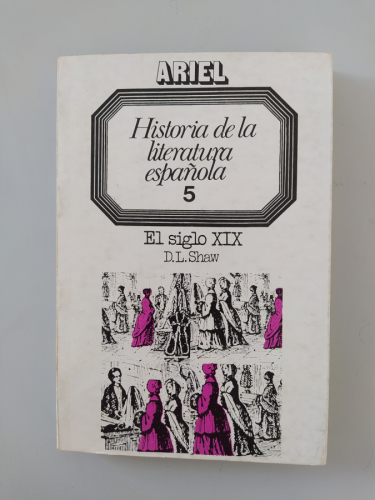 ARIEL
Historia de la
literatura
española
5
El siglo XIX
D.L. Shaw